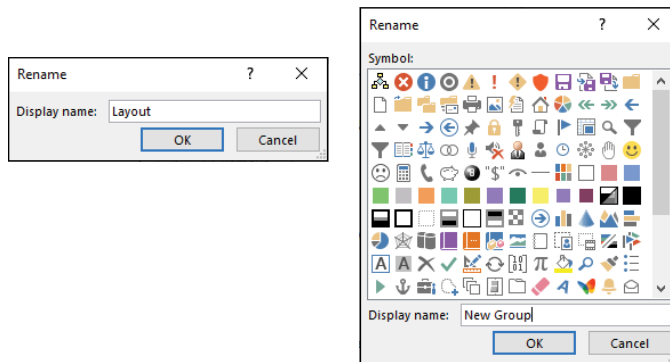 Rename ? X
Display name: Layout
OK Cancel
Rename ? X
Symbol:
"$"
π
A A
A
Display name: New Group
OK Cancel